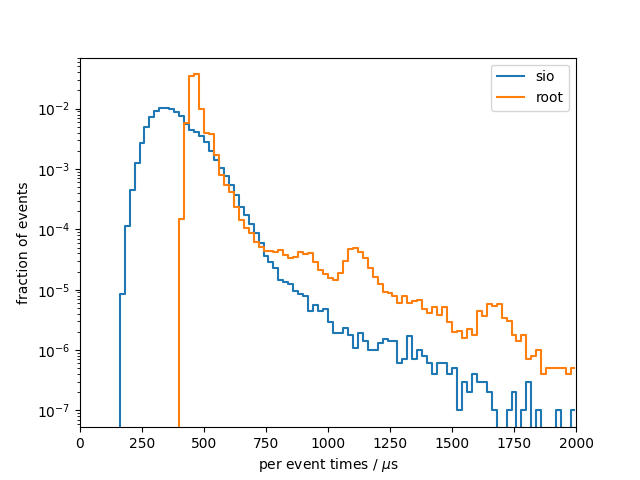 sio
root
10⁻²
10⁻³
10⁻⁴
10⁻⁵
10⁻⁶
10⁻⁷
fraction of events
0 250 500 750 1000 1250 1500 1750 2000
per event times / μs